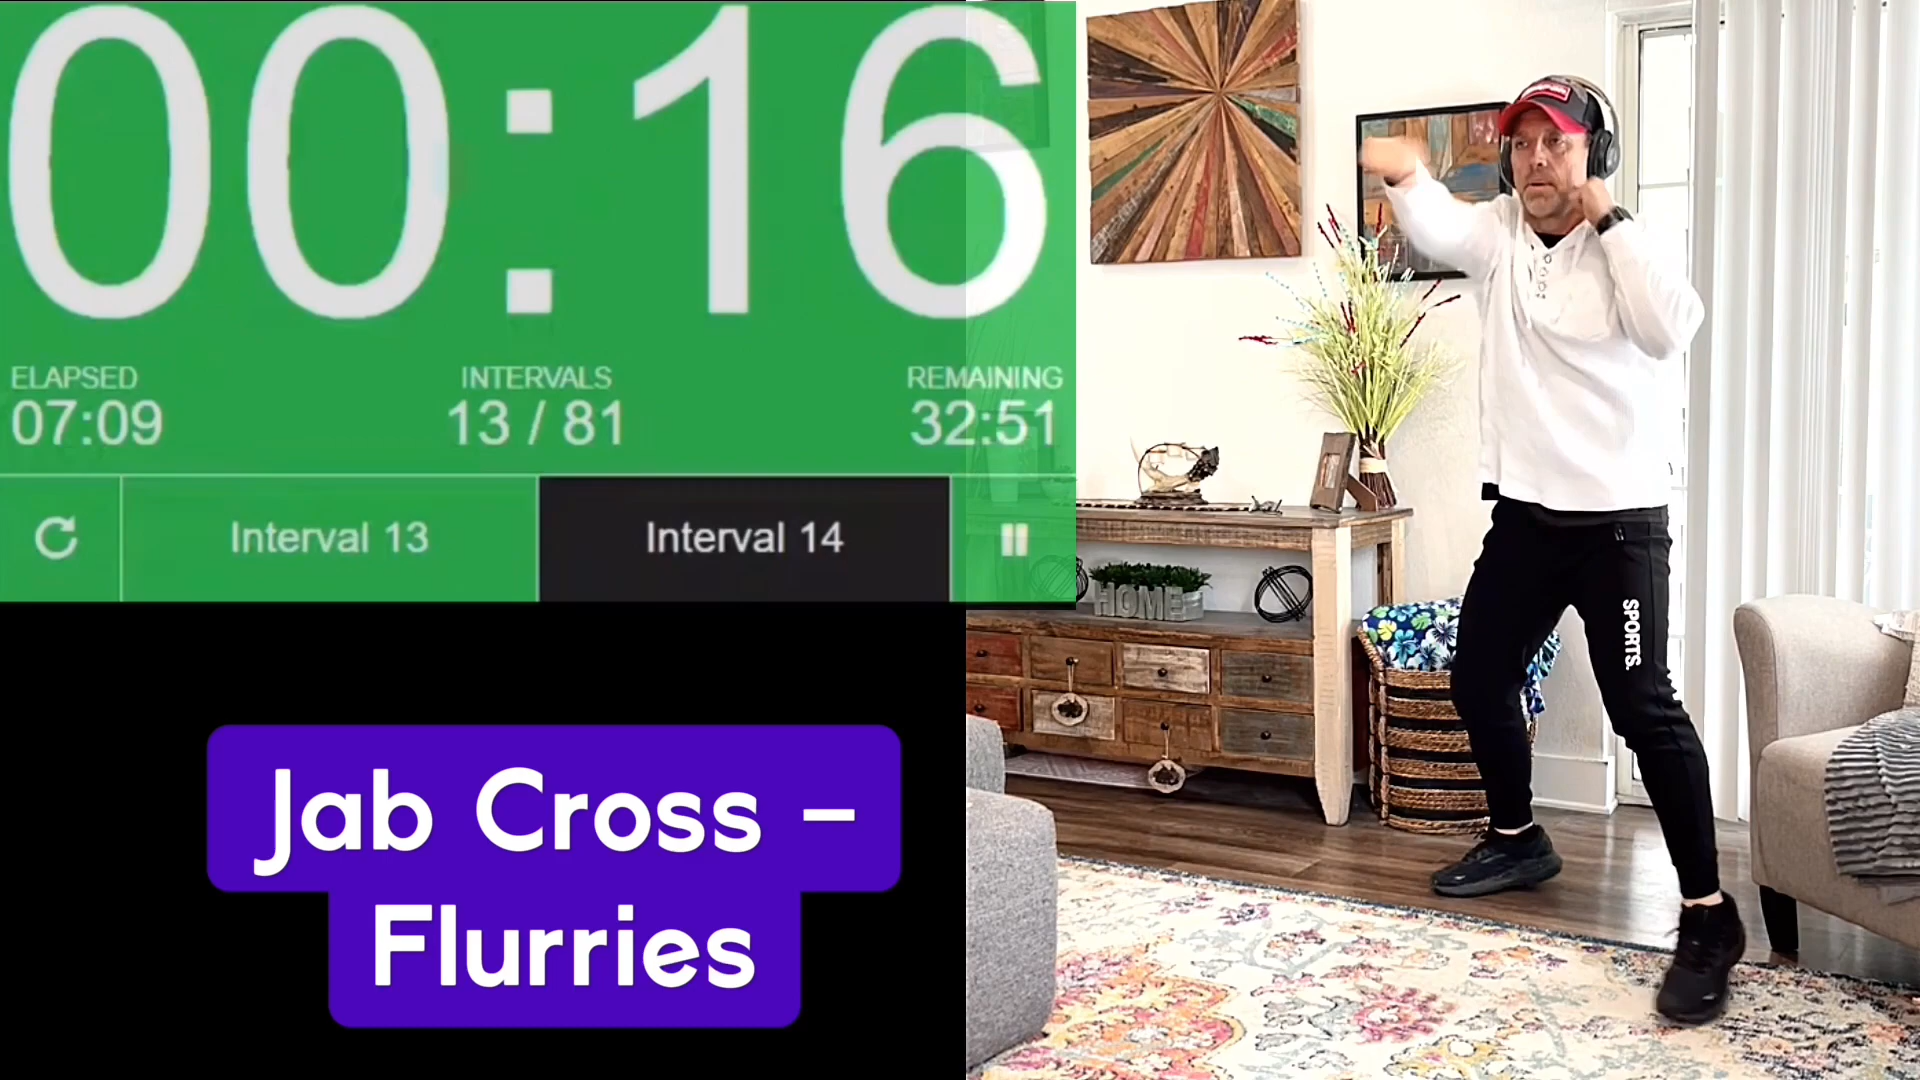 00:16
ELAPSED INTERVALS REMAINING
07:09 13 / 81 32:51
Interval 13 Interval 14
Jab Cross –
Flurries
HOME
SPORTS.